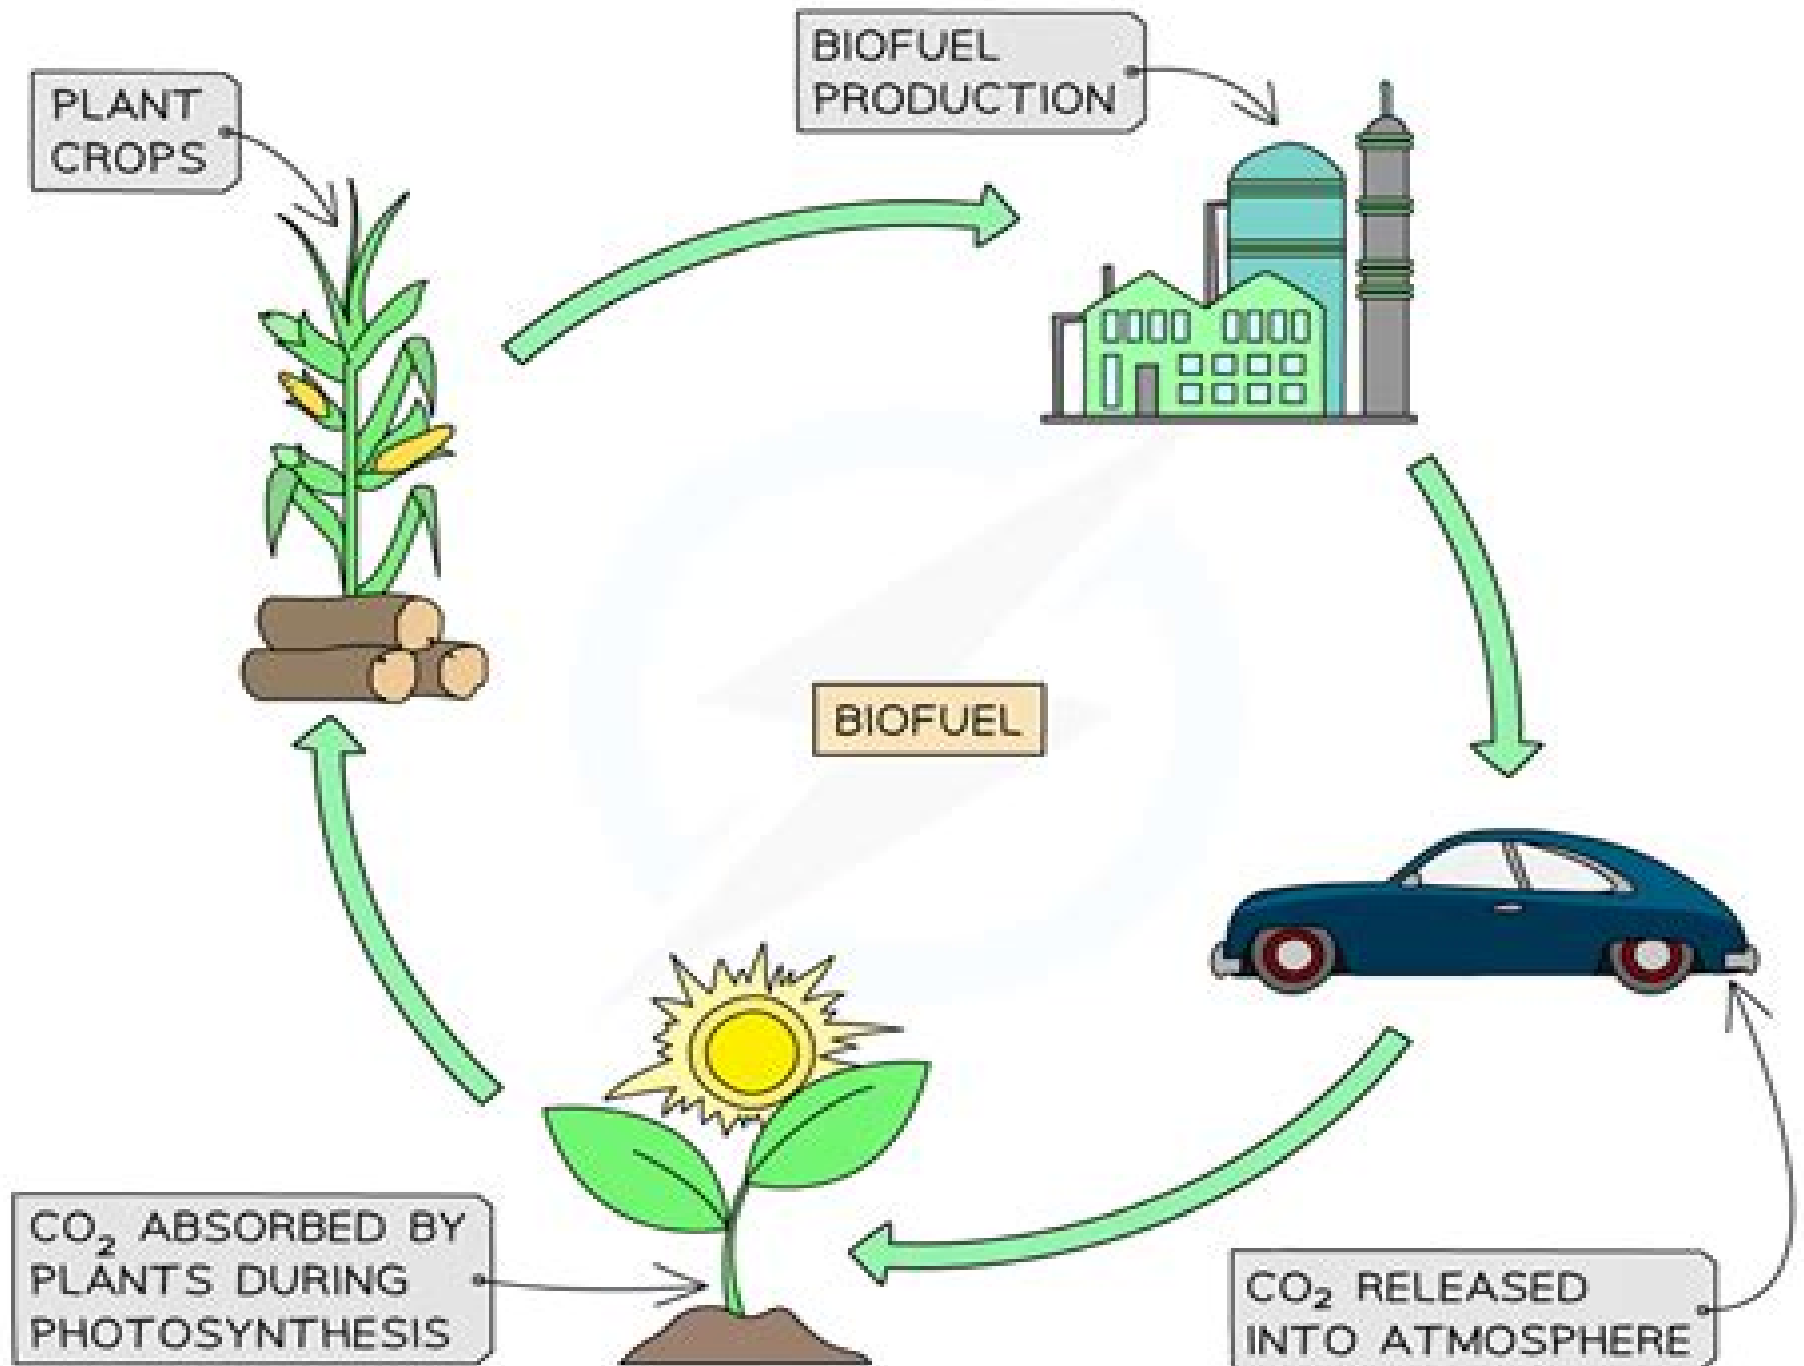 PLANT
CROPS
BIOFUEL
PRODUCTION
BIOFUEL
CO₂ ABSORBED BY
PLANTS DURING
PHOTOSYNTHESIS
CO₂ RELEASED
INTO ATMOSPHERE